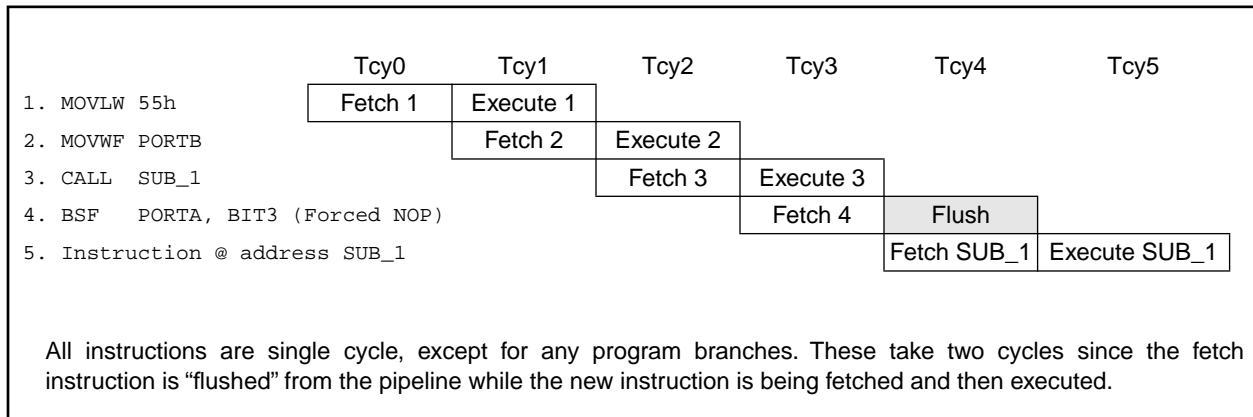 Tcy0 Tcy1 Tcy2 Tcy3 Tcy4 Tcy5
1. MOVLW 55h Fetch 1 Execute 1
2. MOVWF PORTB Fetch 2 Execute 2
3. CALL SUB_1 Fetch 3 Execute 3
4. BSF PORTA, BIT3 (Forced NOP) Fetch 4 Flush
5. Instruction @ address SUB_1 Fetch SUB_1 Execute SUB_1
All instructions are single cycle, except for any program branches. These take two cycles since the fetch
instruction is “flushed” from the pipeline while the new instruction is being fetched and then executed.